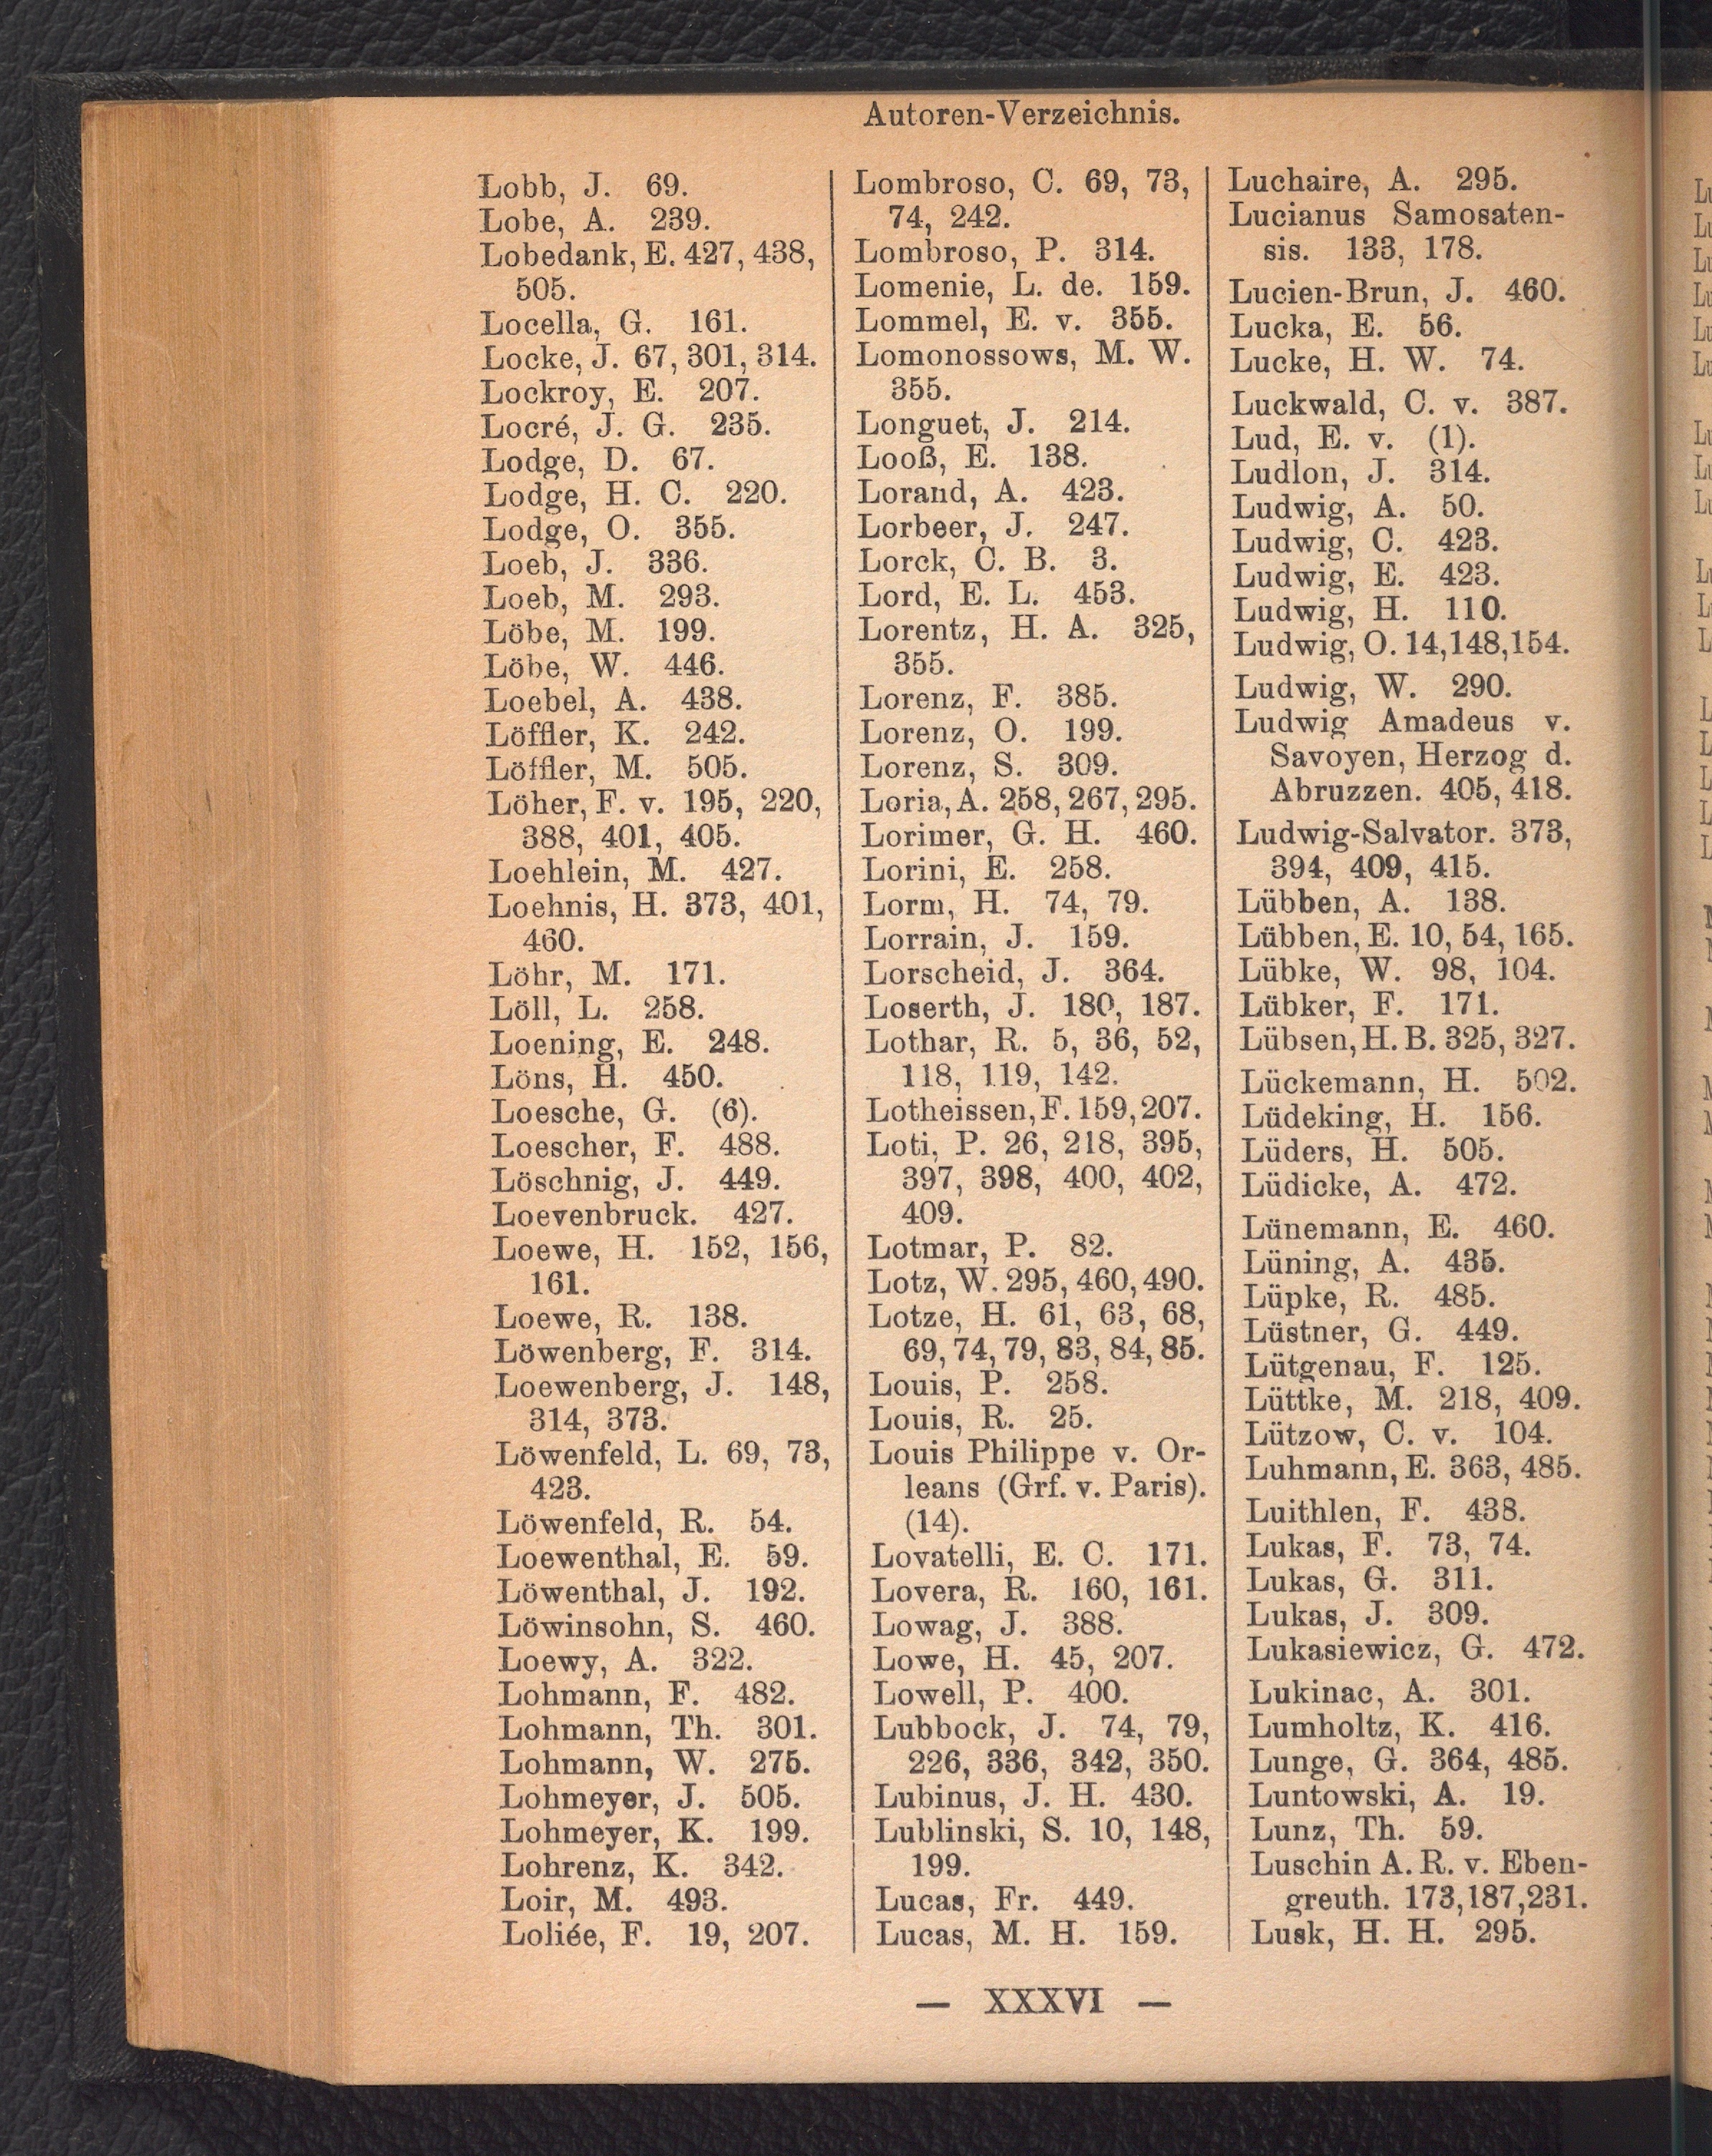 Autoren-Verzeichnis.
Lobb, J. 69.
Lobe, A. 239.
Lobedank, E. 427, 438,
505.
Locella, G. 161.
Locke, J. 67, 301, 314.
Lockroy, E. 207.
Locré, J. G. 235.
Lodge, D. 67.
Lodge, H. C. 220.
Lodge, O. 355.
Loeb, J. 336.
Loeb, M. 293.
Löbe, M. 199.
Löbe, W. 446.
Loebel, A. 438.
Löffler, K. 242.
Löffler, M. 505.
Löher, F. v. 195, 220,
388, 401, 405.
Loehlein, M. 427.
Loehnis, H. 373, 401,
460.
Löhr, M. 171.
Löll, L. 258.
Loening, E. 248.
Löns, H. 450.
Loesche, G. (6).
Loescher, F. 488.
Löschnig, J. 449.
Loevenbruck. 427.
Loewe, H. 152, 156,
161.
Loewe, R. 138.
Löwenberg, F. 314.
Loewenberg, J. 148,
314, 373.
Löwenfeld, L. 69, 73,
423.
Löwenfeld, R. 54.
Loewenthal, E. 59.
Löwenthal, J. 192.
Löwinsohn, S. 460.
Loewy, A. 322.
Lohmann, F. 482.
Lohmann, Th. 301.
Lohmann, W. 275.
Lohmeyer, J. 505.
Lohmeyer, K. 199.
Lohrenz, K. 342.
Loir, M. 493.
Loliée, F. 19, 207.
Lombroso, C. 69, 73,
74, 242.
Lombroso, P. 314.
Lomenie, L. de. 159.
Lommel, E. v. 355.
Lomonossows, M. W.
355.
Longuet, J. 214.
Looß, E. 138.
Lorand, A. 423.
Lorbeer, J. 247.
Lorck, C. B. 3.
Lord, E. L. 453.
Lorentz, H. A. 325,
355.
Lorenz, F. 385.
Lorenz, O. 199.
Lorenz, S. 309.
Loria, A. 258, 267, 295.
Lorimer, G. H. 460.
Lorini, E. 258.
Lorm, H. 74, 79.
Lorrain, J. 159.
Lorscheid, J. 364.
Loserth, J. 180, 187.
Lothar, R. 5, 36, 52,
118, 119, 142.
Lotheissen, F. 159, 207.
Loti, P. 26, 218, 395,
397, 398, 400, 402,
409.
Lotmar, P. 82.
Lotz, W. 295, 460, 490.
Lotze, H. 61, 63, 68,
69, 74, 79, 83, 84, 85.
Louis, P. 258.
Louis, R. 25.
Louis Philippe v. Or-
leans (Grf. v. Paris).
(14).
Lovatelli, E. C. 171.
Lovera, R. 160, 161.
Lowag, J. 388.
Lowe, H. 45, 207.
Lowell, P. 400.
Lubbock, J. 74, 79,
226, 336, 342, 350.
Lubinus, J. H. 430.
Lublinski, S. 10, 148,
199.
Lucas, Fr. 449.
Lucas, M. H. 159.
Luchaire, A. 295.
Lucianus Samosaten-
sis. 133, 178.
Lucien-Brun, J. 460.
Lucka, E. 56.
Lucke, H. W. 74.
Luckwald, C. v. 387.
Lud, E. v. (1).
Ludlon, J. 314.
Ludwig, A. 50.
Ludwig, C. 423.
Ludwig, E. 423.
Ludwig, H. 110.
Ludwig, O. 14, 148, 154.
Ludwig, W. 290.
Ludwig Amadeus v.
Savoyen, Herzog d.
Abruzzen. 405, 418.
Ludwig-Salvator. 373,
394, 409, 415.
Lübben, A. 138.
Lübben, E. 10, 54, 165.
Lübke, W. 98, 104.
Lübker, F. 171.
Lübsen, H. B. 325, 327.
Lückemann, H. 502.
Lüdeking, H. 156.
Lüders, H. 505.
Lüdicke, A. 472.
Lünemann, E. 460.
Lüning, A. 435.
Lüpke, R. 485.
Lüstner, G. 449.
Lütgenau, F. 125.
Lüttke, M. 218, 409.
Lützow, C. v. 104.
Luhmann, E. 363, 485.
Luithlen, F. 438.
Lukas, F. 73, 74.
Lukas, G. 311.
Lukas, J. 309.
Lukasiewicz, G. 472.
Lukinac, A. 301.
Lumholtz, K. 416.
Lunge, G. 364, 485.
Luntowski, A. 19.
Lunz, Th. 59.
Luschin A. R. v. Eben-
greuth. 173, 187, 231.
Lusk, H. H. 295.
— XXXVI —